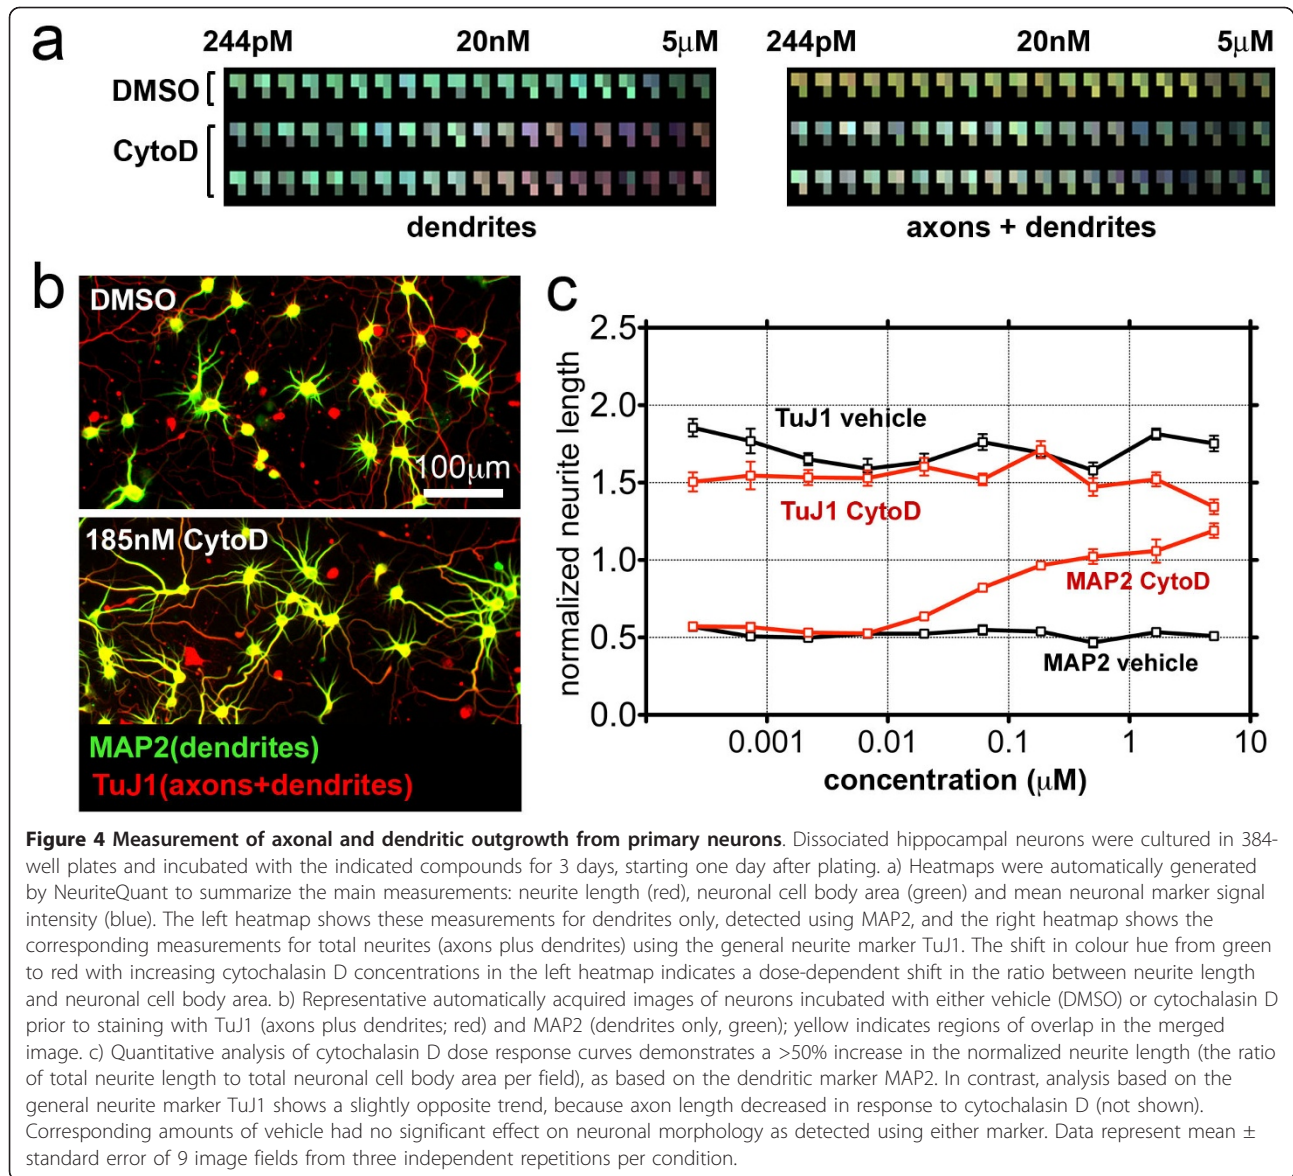 a
244pM 20nM 5μM 244pM 20nM 5μM
DMSO
CytoD
dendrites axons + dendrites
b
DMSO
100μm
185nM CytoD
MAP2(dendrites)
TuJ1(axons+dendrites)
c
normalized neurite length
2.5
2.0
1.5
1.0
0.5
0.0
TuJ1 vehicle
TuJ1 CytoD
MAP2 CytoD
MAP2 vehicle
0.001 0.01 0.1 1 10
concentration (μM)
Figure 4 Measurement of axonal and dendritic outgrowth from primary neurons. Dissociated hippocampal neurons were cultured in 384-
well plates and incubated with the indicated compounds for 3 days, starting one day after plating. a) Heatmaps were automatically generated
by NeuriteQuant to summarize the main measurements: neurite length (red), neuronal cell body area (green) and mean neuronal marker signal
intensity (blue). The left heatmap shows these measurements for dendrites only, detected using MAP2, and the right heatmap shows the
corresponding measurements for total neurites (axons plus dendrites) using the general neurite marker TuJ1. The shift in colour hue from green
to red with increasing cytochalasin D concentrations in the left heatmap indicates a dose-dependent shift in the ratio between neurite length
and neuronal cell body area. b) Representative automatically acquired images of neurons incubated with either vehicle (DMSO) or cytochalasin D
prior to staining with TuJ1 (axons plus dendrites; red) and MAP2 (dendrites only, green); yellow indicates regions of overlap in the merged
image. c) Quantitative analysis of cytochalasin D dose response curves demonstrates a >50% increase in the normalized neurite length (the ratio
of total neurite length to total neuronal cell body area per field), as based on the dendritic marker MAP2. In contrast, analysis based on the
general neurite marker TuJ1 shows a slightly opposite trend, because axon length decreased in response to cytochalasin D (not shown).
Corresponding amounts of vehicle had no significant effect on neuronal morphology as detected using either marker. Data represent mean ±
standard error of 9 image fields from three independent repetitions per condition.